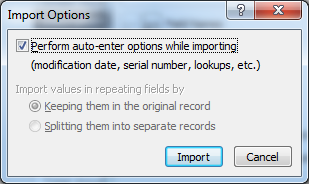 Import Options
Perform auto-enter options while importing
(modification date, serial number, lookups, etc.)
Import values in repeating fields by
Keeping them in the original record
Splitting them into separate records
Import
Cancel